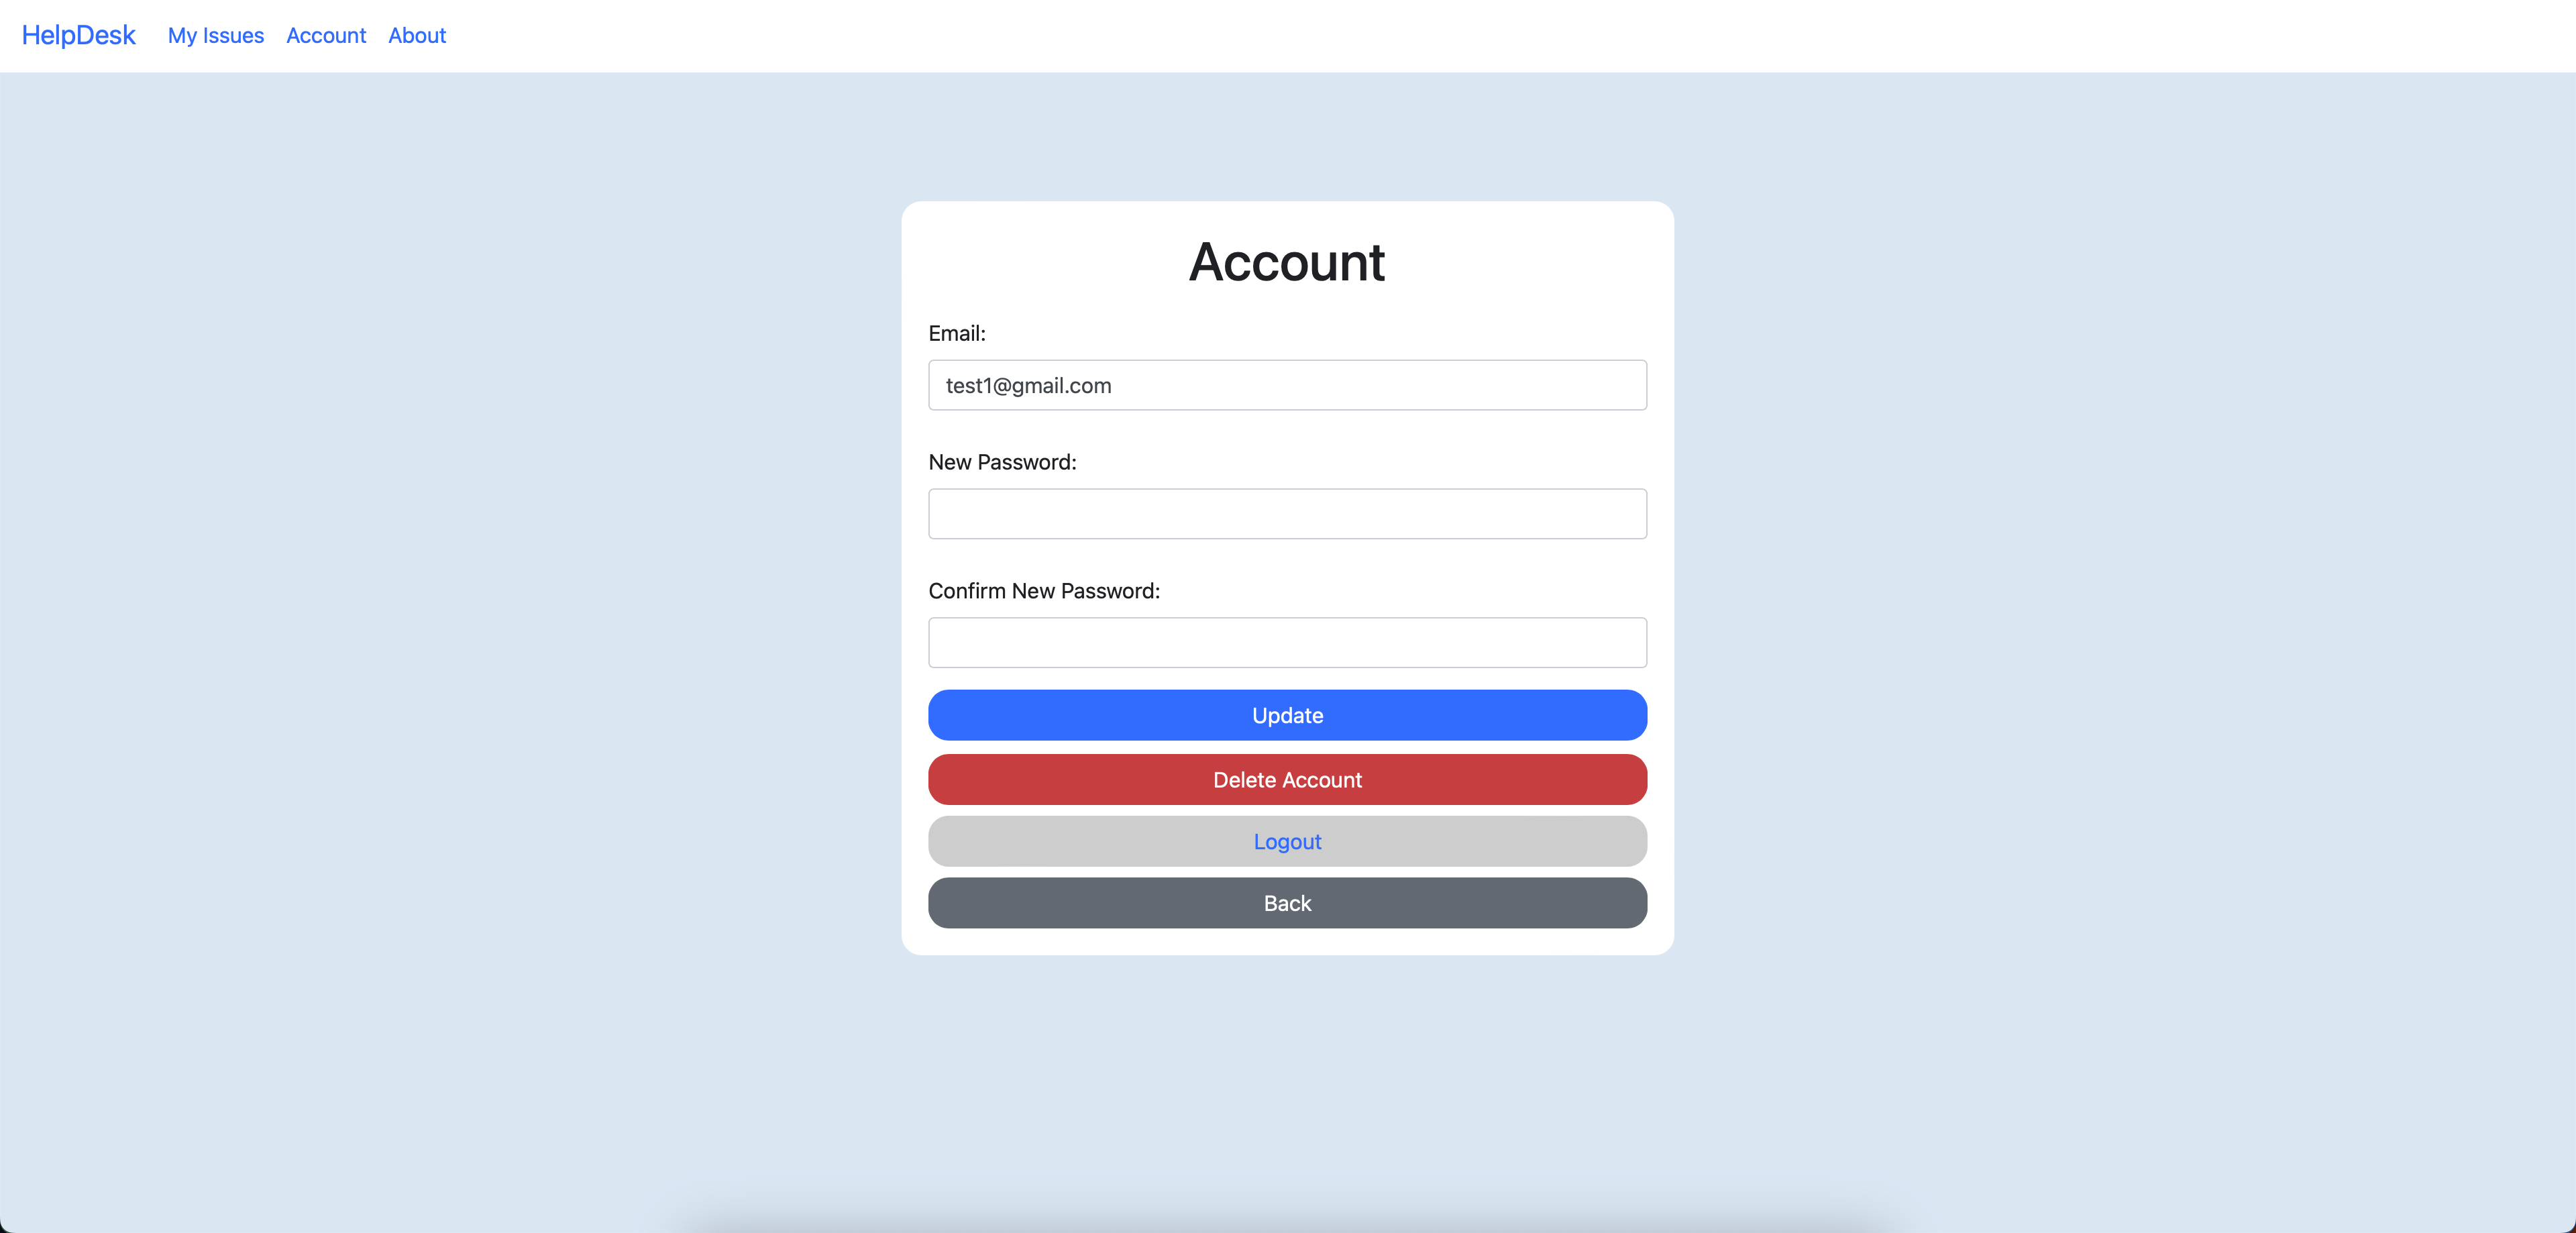 HelpDesk My Issues Account About
Account
Email:
test1@gmail.com
New Password:
Confirm New Password:
Update
Delete Account
Logout
Back